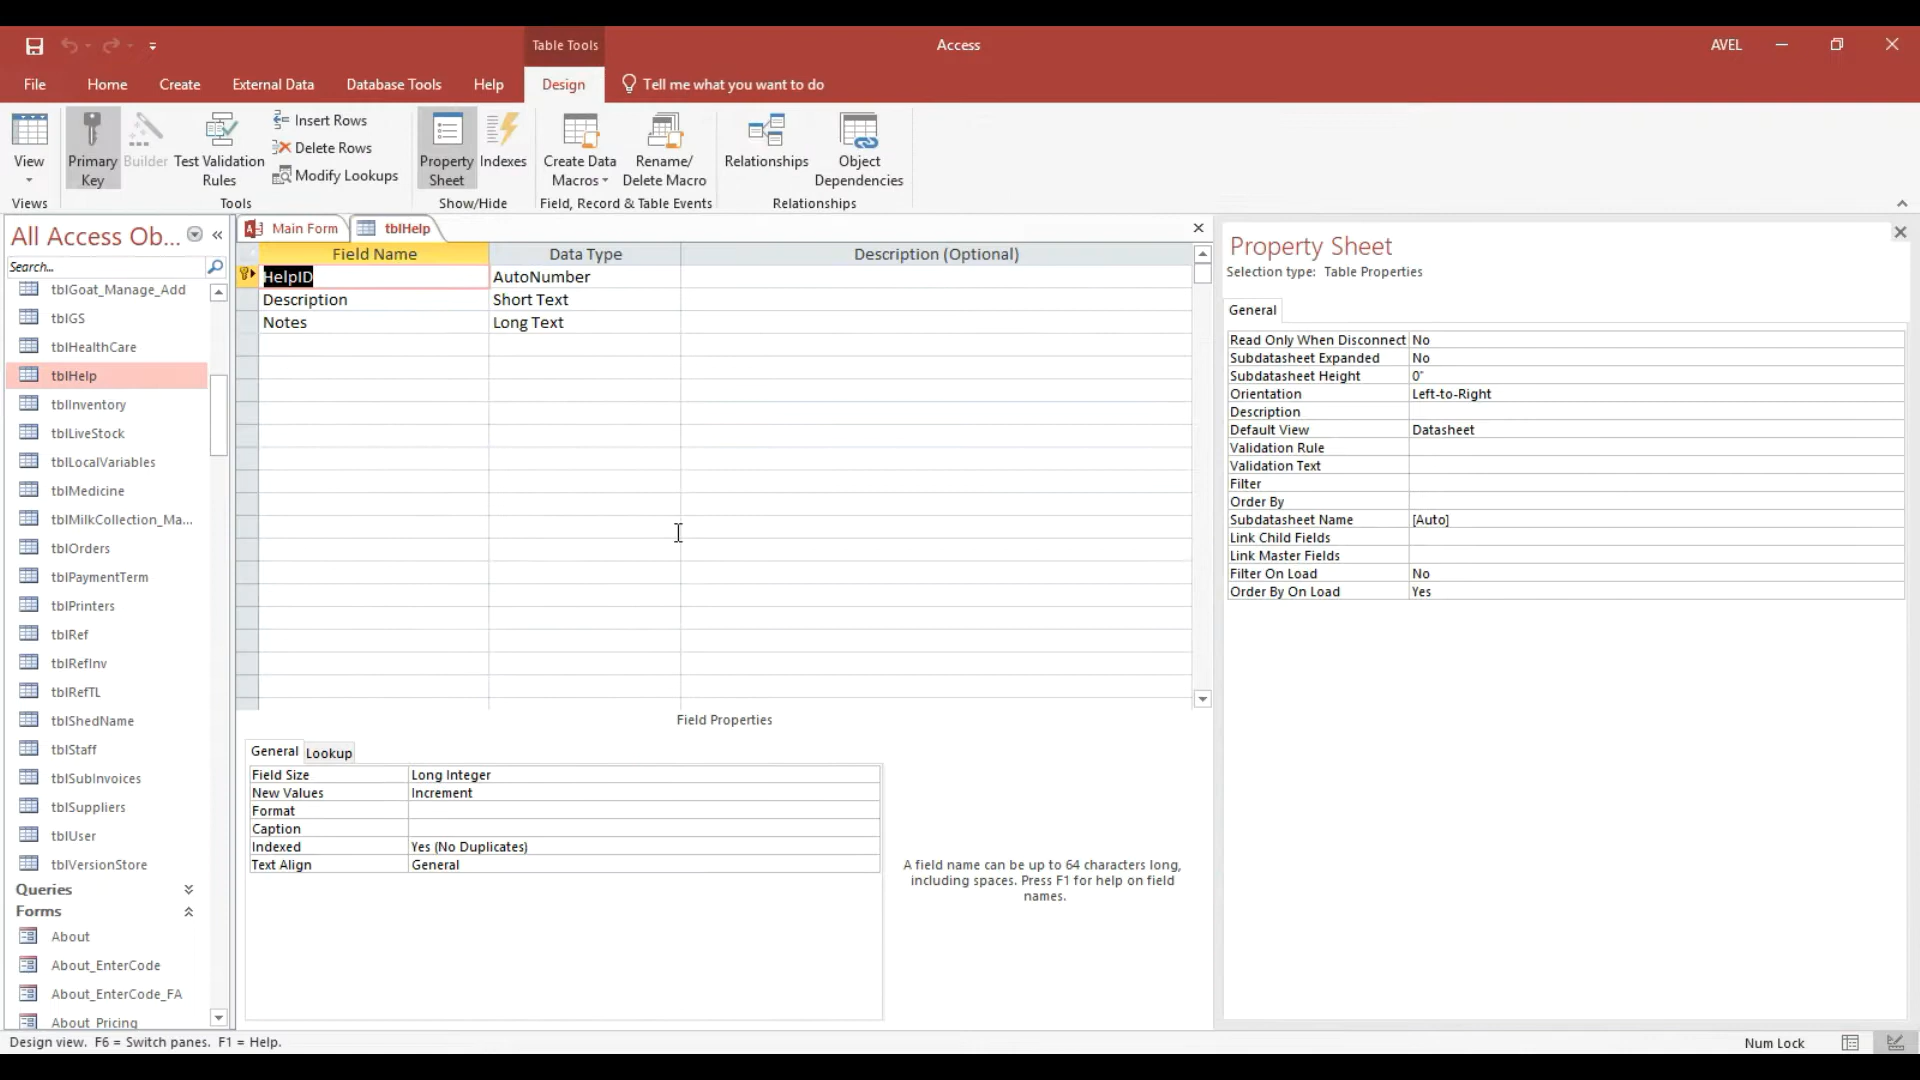 Table Tools
Access
AVEL
File Home Create External Data Database Tools Help Design Tell me what you want to do
View
Primary Key
Builder
Test Validation Rules
Insert Rows
Delete Rows
Modify Lookups
Property Sheet
Indexes
Create Data Macros
Rename/ Delete Macro
Relationships
Object Dependencies
Views
Tools
Show/Hide
Field, Record & Table Events
Relationships
All Access Ob...
Search...
tblGoat_Manage_Add
tblGS
tblHealthCare
tblHelp
tblInventory
tblLiveStock
tblLocalVariables
tblMedicine
tblMilkCollection_Ma...
tblOrders
tblPaymentTerm
tblPrinters
tblRef
tblRefInv
tblRefTL
tblShedName
tblStaff
tblSubInvoices
tblSuppliers
tblUser
tblVersionStore
Queries
Forms
About
About_EnterCode
About_EnterCode_FA
About_Pricing
Main Form
tblHelp
Field Name Data Type Description (Optional)
HelpID AutoNumber
Description Short Text
Notes Long Text
Field Properties
General Lookup
Field Size Long Integer
New Values Increment
Format
Caption
Indexed Yes (No Duplicates)
Text Align General
A field name can be up to 64 characters long,
including spaces. Press F1 for help on field
names.
Property Sheet
Selection type: Table Properties
General
Read Only When Disconnect No
Subdatasheet Expanded No
Subdatasheet Height 0"
Orientation Left-to-Right
Description
Default View Datasheet
Validation Rule
Validation Text
Filter
Order By
Subdatasheet Name [Auto]
Link Child Fields
Link Master Fields
Filter On Load No
Order By On Load Yes
Design view. F6 = Switch panes. F1 = Help.
Num Lock